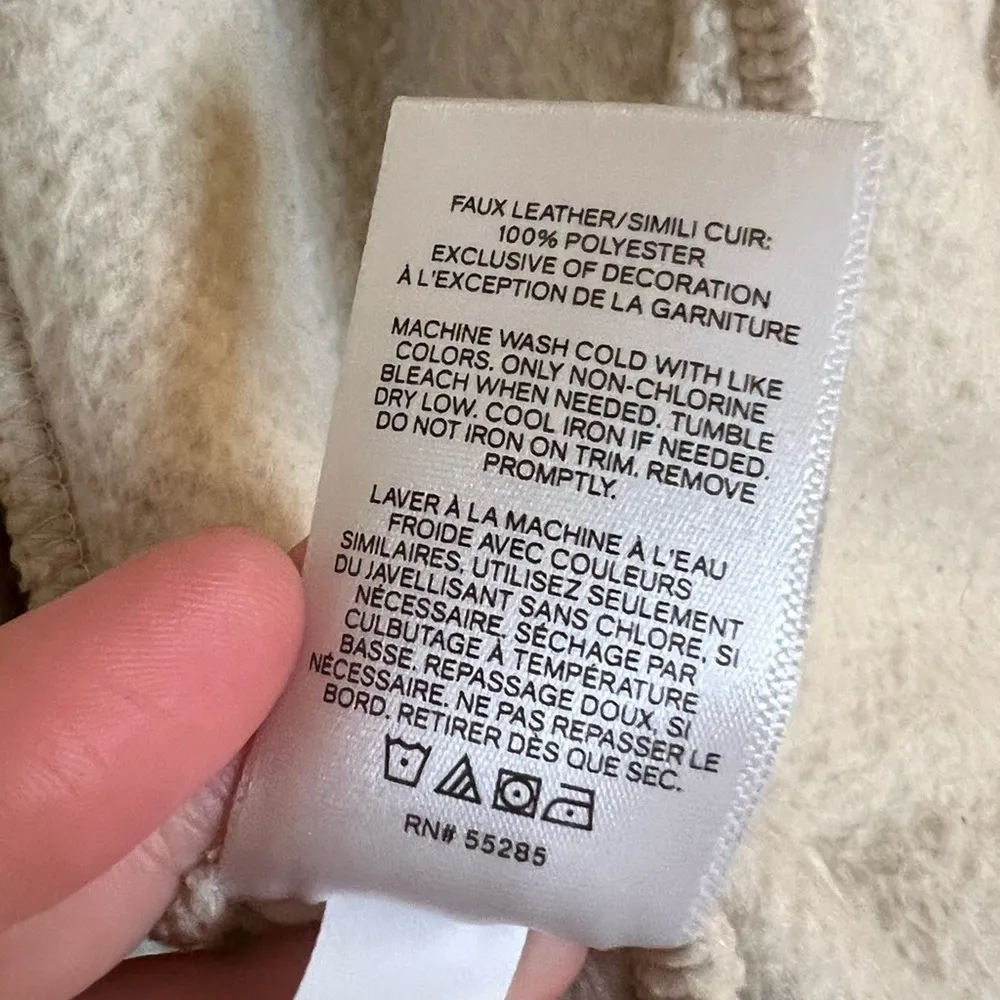 FAUX LEATHER/SIMILI CUIR:
100% POLYESTER
EXCLUSIVE OF DECORATION
À L'EXCEPTION DE LA GARNITURE
MACHINE WASH COLD WITH LIKE
COLORS. ONLY NON-CHLORINE
BLEACH WHEN NEEDED. TUMBLE
DRY LOW. COOL IRON IF NEEDED.
DO NOT IRON ON TRIM. REMOVE
PROMPTLY.
LAVER À LA MACHINE À L'EAU
FROIDE AVEC COULEURS
SIMILAIRES. UTILISEZ SEULEMENT
DU JAVELLISANT SANS CHLORE, SI
NÉCESSAIRE. SÉCHAGE PAR
CULBUTAGE À TEMPÉRATURE
BASSE. REPASSAGE DOUX, SI
NÉCESSAIRE. NE PAS REPASSER LE
BORD. RETIRER DÈS QUE SEC.
RN# 55285